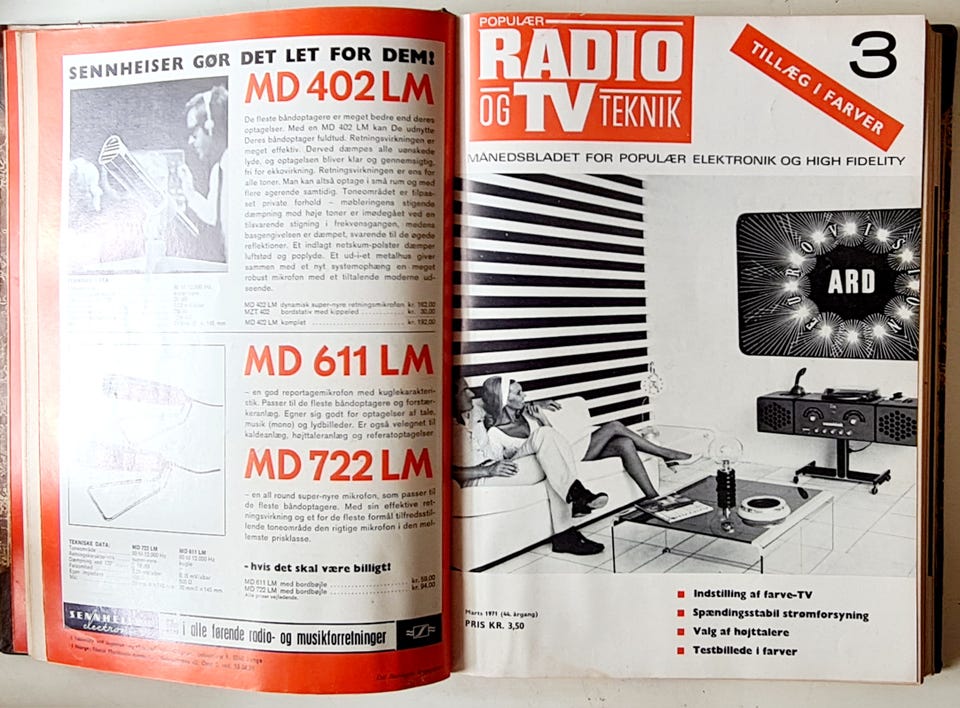 SENNHEISER GØR DET LET FOR DEM!
MD 402 LM
De fleste båndoptagere er meget bedre end deres
optagelser. Med en MD 402 LM kan De udnytte
Deres båndoptager fuldtud. Retningsvirkningen er
meget effektiv. Derved dæmpes alle uønskede
lyde, og optagelsen bliver klar og gennemsigtig,
fri for ekkovirkning. Retningsvirkningen er ens for
alle toner. Man kan altså optage i små rum og med
flere agerende samtidig. Toneområdet er tilpas-
set private forhold – møbleringens stigende
dæmpning mod høje toner er imødegået ved en
tilsvarende stigning i frekvensgangen, medens
basgengivelsen er dæmpet, svarende til de øgede
reflektioner. Et indlagt netskum-polster dæmper
luftstød og poplyde. Et ud-i-et metalhus giver
sammen med et nyt systemophæng en meget
robust mikrofon med et tiltalende moderne ud-
seende.
MD 402 LM dynamisk super-nyre retningsmikrofon kr. 162,00
MZT 402 bordstativ med kippeled kr. 30,00
MD 402 LM komplet kr. 192,00
MD 611 LM
– en god reportagemikrofon med kuglekarakteri-
stik. Passer til de fleste båndoptagere og forstær-
keranlæg. Egner sig godt for optagelser af tale,
musik (mono) og lydbilleder. Er også velegnet til
kaldeanlæg, højttaleranlæg og referatoptagelser
MD 722 LM
– en all round super-nyre mikrofon, som passer til
de fleste båndoptagere. Med sin effektive ret-
ningsvirkning og et for de fleste formål tilfredsstil-
lende toneområde den rigtige mikrofon i den mel-
lemste prisklasse.
TEKNISKE DATA: MD 722 LM MD 611 LM
- hvis det skal være billigt!
MD 611 LM med bordbøjle kr. 59,00
MD 722 LM med bordbøjle kr. 94,00
Alle priser vejledende.
SENNHEISER
electronic
i alle førende radio- og musikforretninger
POPULÆR
RADIO
OG TV TEKNIK
TILLÆG I FARVER
3
MÅNEDSBLADET FOR POPULÆR ELEKTRONIK OG HIGH FIDELITY
EUROVISION
ARD
Marts 1971 (44. årgang)
PRIS KR. 3,50
Indstilling af farve-TV
Spændingsstabil strømforsyning
Valg af højttalere
Testbillede i farver